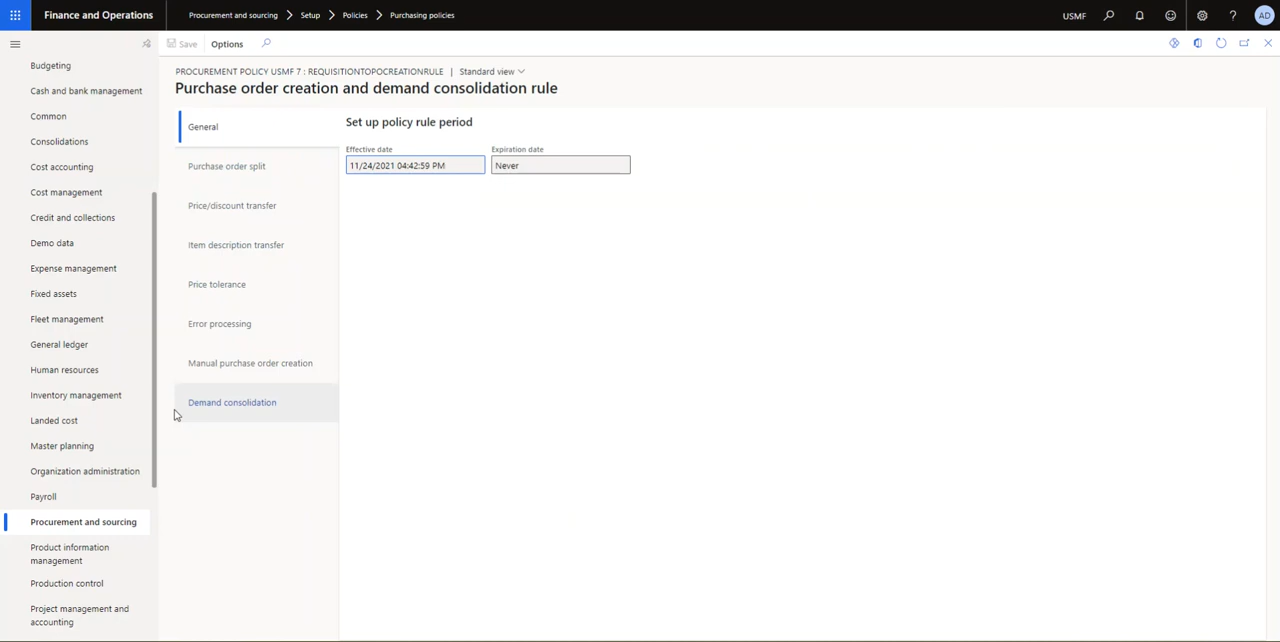 Finance and Operations
Procurement and sourcing > Setup > Policies > Purchasing policies
USMF
AD
Save
Options
PROCUREMENT POLICY USMF 7 : REQUISITIONTOPOCREATIONRULE | Standard view
Purchase order creation and demand consolidation rule
Budgeting
Cash and bank management
Common
Consolidations
Cost accounting
Cost management
Credit and collections
Demo data
Expense management
Fixed assets
Fleet management
General ledger
Human resources
Inventory management
Landed cost
Master planning
Organization administration
Payroll
Procurement and sourcing
Product information
management
Production control
Project management and
accounting
General
Purchase order split
Price/discount transfer
Item description transfer
Price tolerance
Error processing
Manual purchase order creation
Demand consolidation
Set up policy rule period
Effective date
Expiration date
11/24/2021 04:42:59 PM
Never